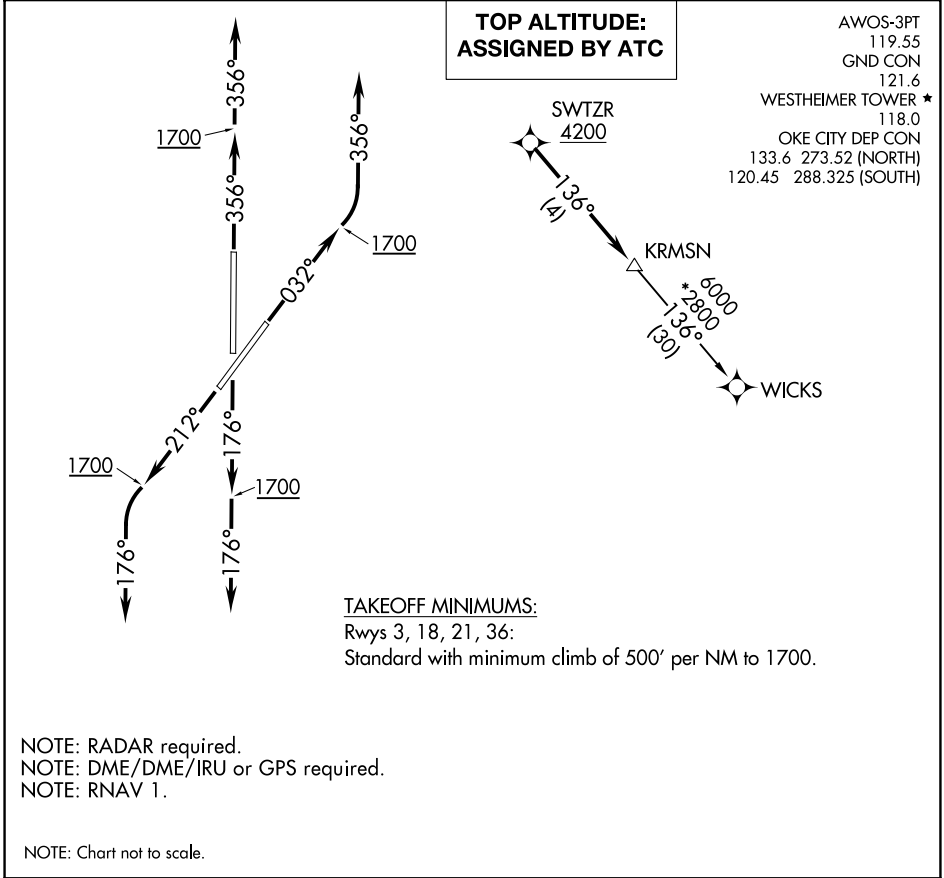 TOP ALTITUDE:
ASSIGNED BY ATC
AWOS-3PT
119.55
GND CON
121.6
WESTHEIMER TOWER ★
118.0
OKE CITY DEP CON
133.6 273.52 (NORTH)
120.45 288.325 (SOUTH)
356°
1700
356°
356°
1700
032°
212°
176°
1700
1700
176°
176°
SWTZR
4200
136°
(4)
KRMSN
6000
*2800
136°
(30)
WICKS
TAKEOFF MINIMUMS:
Rwys 3, 18, 21, 36:
Standard with minimum climb of 500' per NM to 1700.
NOTE: RADAR required.
NOTE: DME/DME/IRU or GPS required.
NOTE: RNAV 1.
NOTE: Chart not to scale.